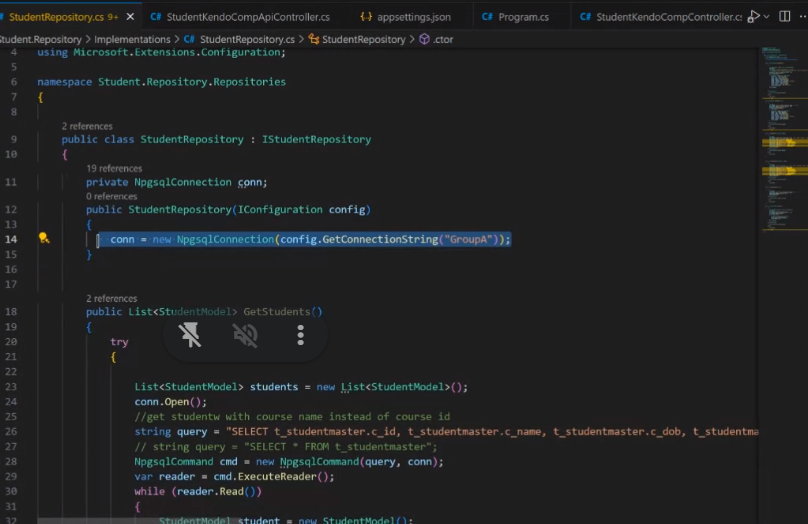 StudentRepository.cs 9+ ×
C# StudentKendoCompApiController.cs
{..} appsettings.json
C# Program.cs
C# StudentKendoCompController.cs
Student.Repository > Implementations > C# StudentRepository.cs > StudentRepository > .ctor
4 using Microsoft.Extensions.Configuration;
5
6 namespace Student.Repository.Repositories
7 {
8
2 references
9 public class StudentRepository : IStudentRepository
10 {
19 references
11 private NpgsqlConnection conn;
0 references
12 public StudentRepository(IConfiguration config)
13 {
14 conn = new NpgsqlConnection(config.GetConnectionString("GroupA"));
15 }
16
17
2 references
18 public List<StudentModel> GetStudents()
19 {
20 try
21 {
22
23 List<StudentModel> students = new List<StudentModel>();
24 conn.Open();
25 //get studentw with course name instead of course id
26 string query = "SELECT t_studentmaster.c_id, t_studentmaster.c_name, t_studentmaster.c_dob, t_studentma
27 // string query = "SELECT * FROM t_studentmaster";
28 NpgsqlCommand cmd = new NpgsqlCommand(query, conn);
29 var reader = cmd.ExecuteReader();
30 while (reader.Read())
31 {
32 StudentModel student = new StudentModel();